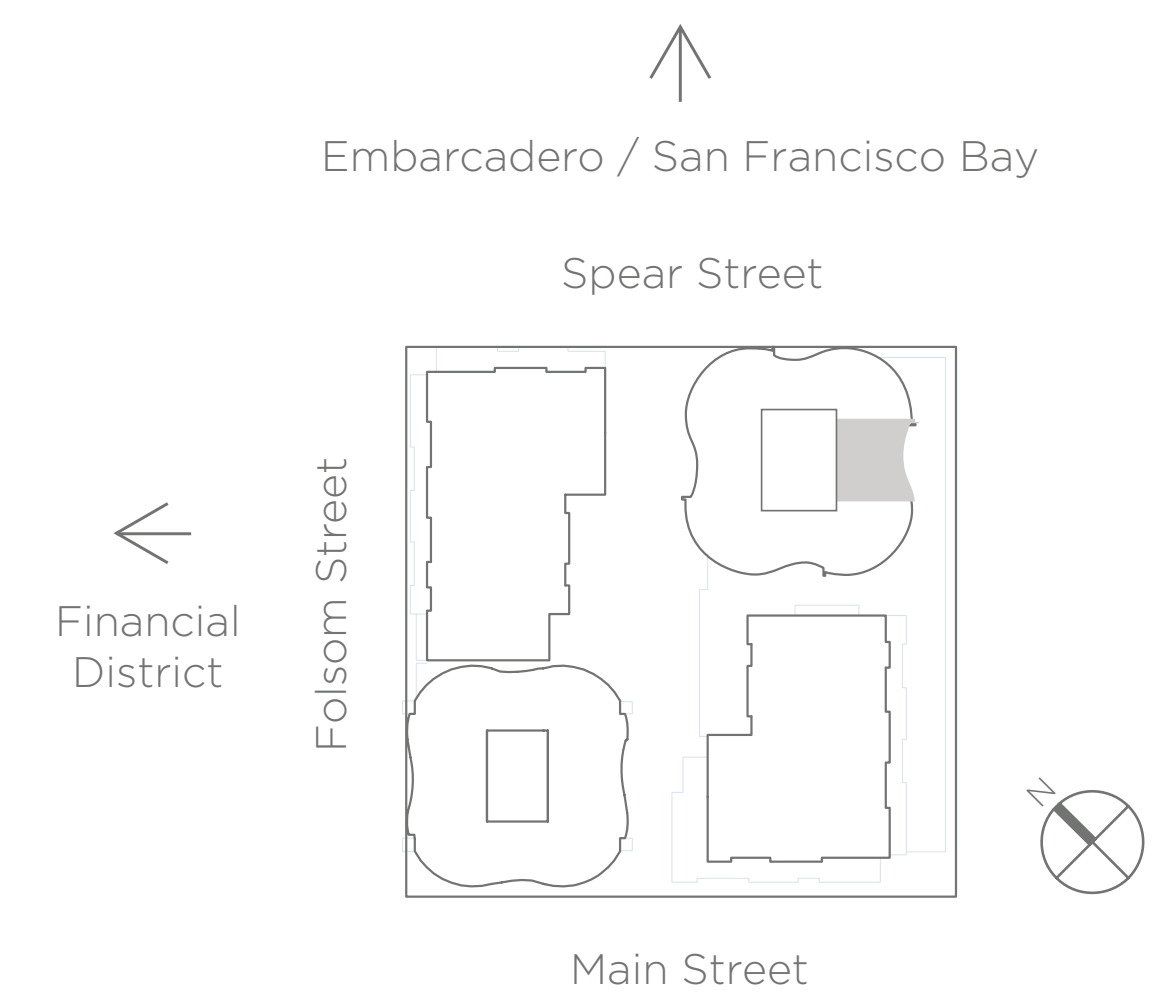 Embarcadero / San Francisco Bay
Spear Street
Folsom Street
Financial
District
N
Main Street